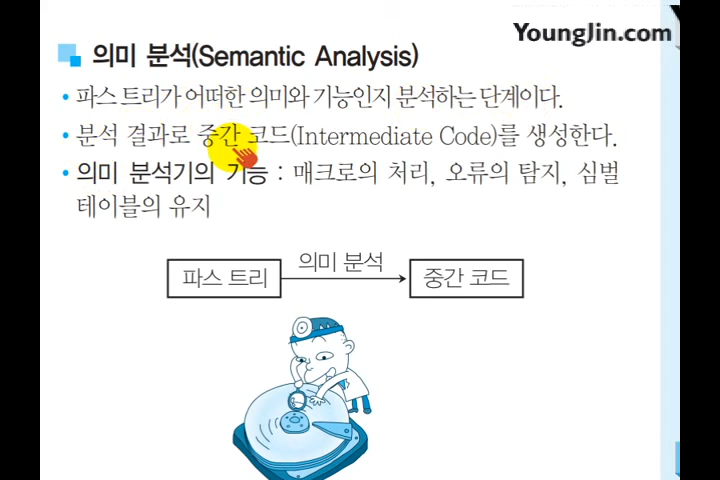 YoungJin.com
의미 분석(Semantic Analysis)
• 파스 트리가 어떠한 의미와 기능인지 분석하는 단계이다.
• 분석 결과로 중간 코드(Intermediate Code)를 생성한다.
• 의미 분석기의 기능 : 매크로의 처리, 오류의 탐지, 심벌
테이블의 유지
파스 트리 의미 분석 중간 코드